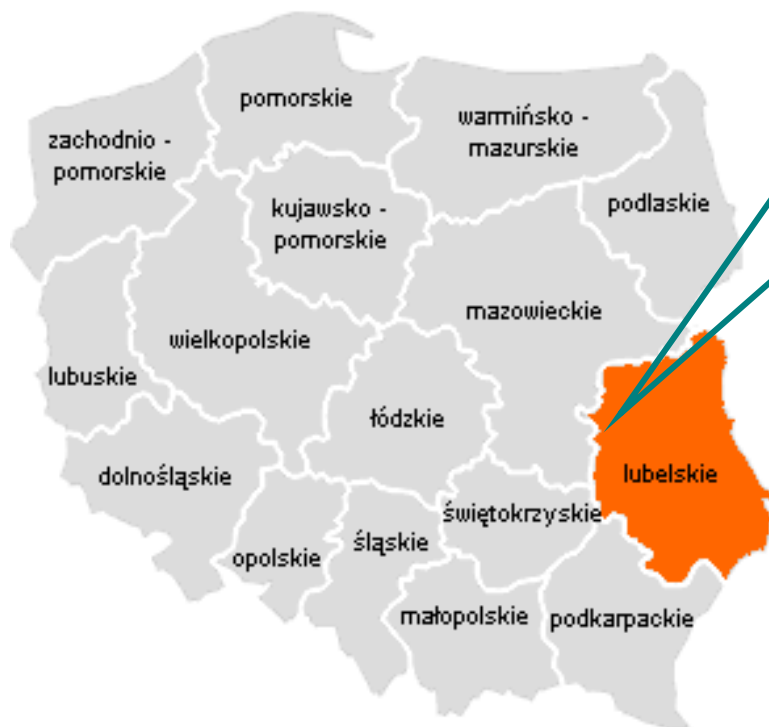 pomorskie
warmińsko -
mazurskie
zachodnio -
pomorskie
podlaskie
kujawsko -
pomorskie
mazowieckie
wielkopolskie
lubuskie
łódzkie
lubelskie
dolnośląskie
świętokrzyskie
śląskie
opolskie
małopolskie
podkarpackie